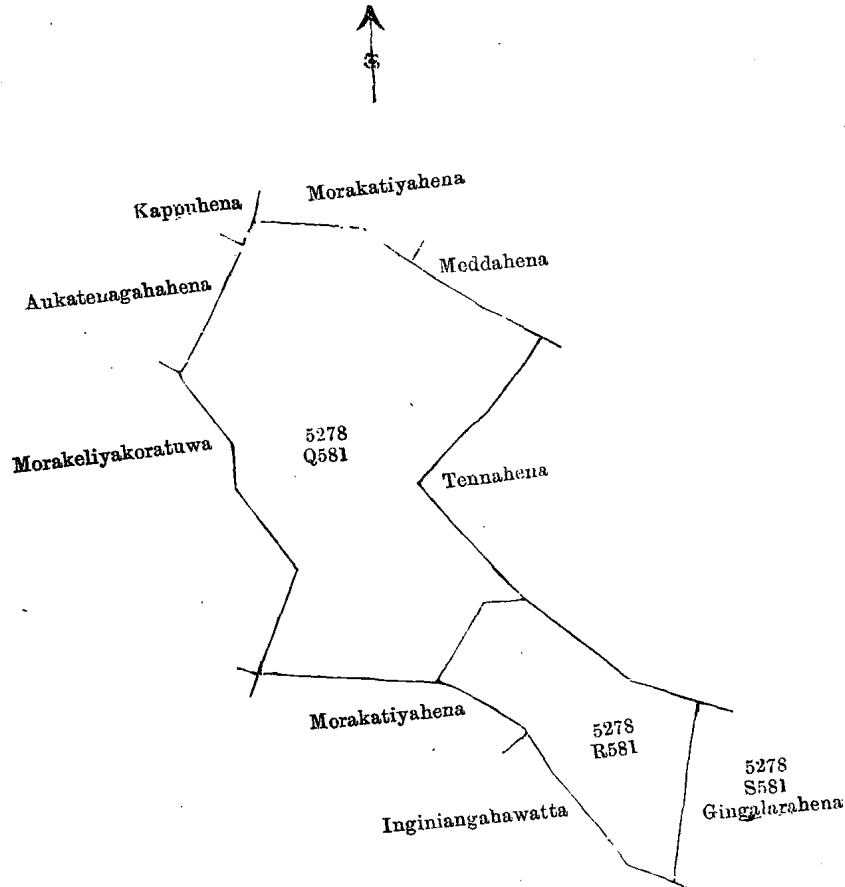 Kappuhena
Morakatiyahena
Aukatenagahahena
Meddahena
Morakeliyakoratuwa
5278
Q581
Tennahena
Morakatiyahena
5278
R581
5278
S581
Gingalarahena
Inginiangahawatta